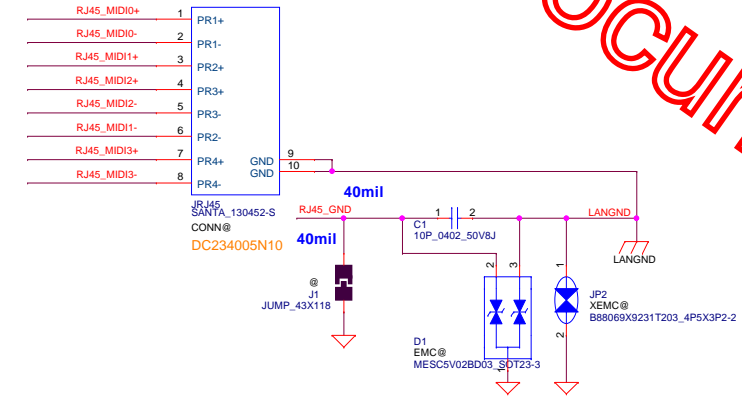 RJ45_MIDI0+ 1 PR1+
RJ45_MIDI0- 2 PR1-
RJ45_MIDI1+ 3 PR2+
RJ45_MIDI2+ 4 PR3+
RJ45_MIDI2- 5 PR3-
RJ45_MIDI1- 6 PR2-
RJ45_MIDI3+ 7 PR4+ GND 9
RJ45_MIDI3- 8 PR4- GND 10
JRJ45
SANTA_130452-S
CONN@
DC234005N10
40mil
RJ45_GND 1 2 LANGND
C1
10P_0402_50V8J
40mil
LANGND
@
J1
JUMP_43X118
2 3
D1
EMC@
MESC5V02BD03_SOT23-3
1
1
JP2
XEMC@
B88069X9231T203_4P5X3P2-2
2